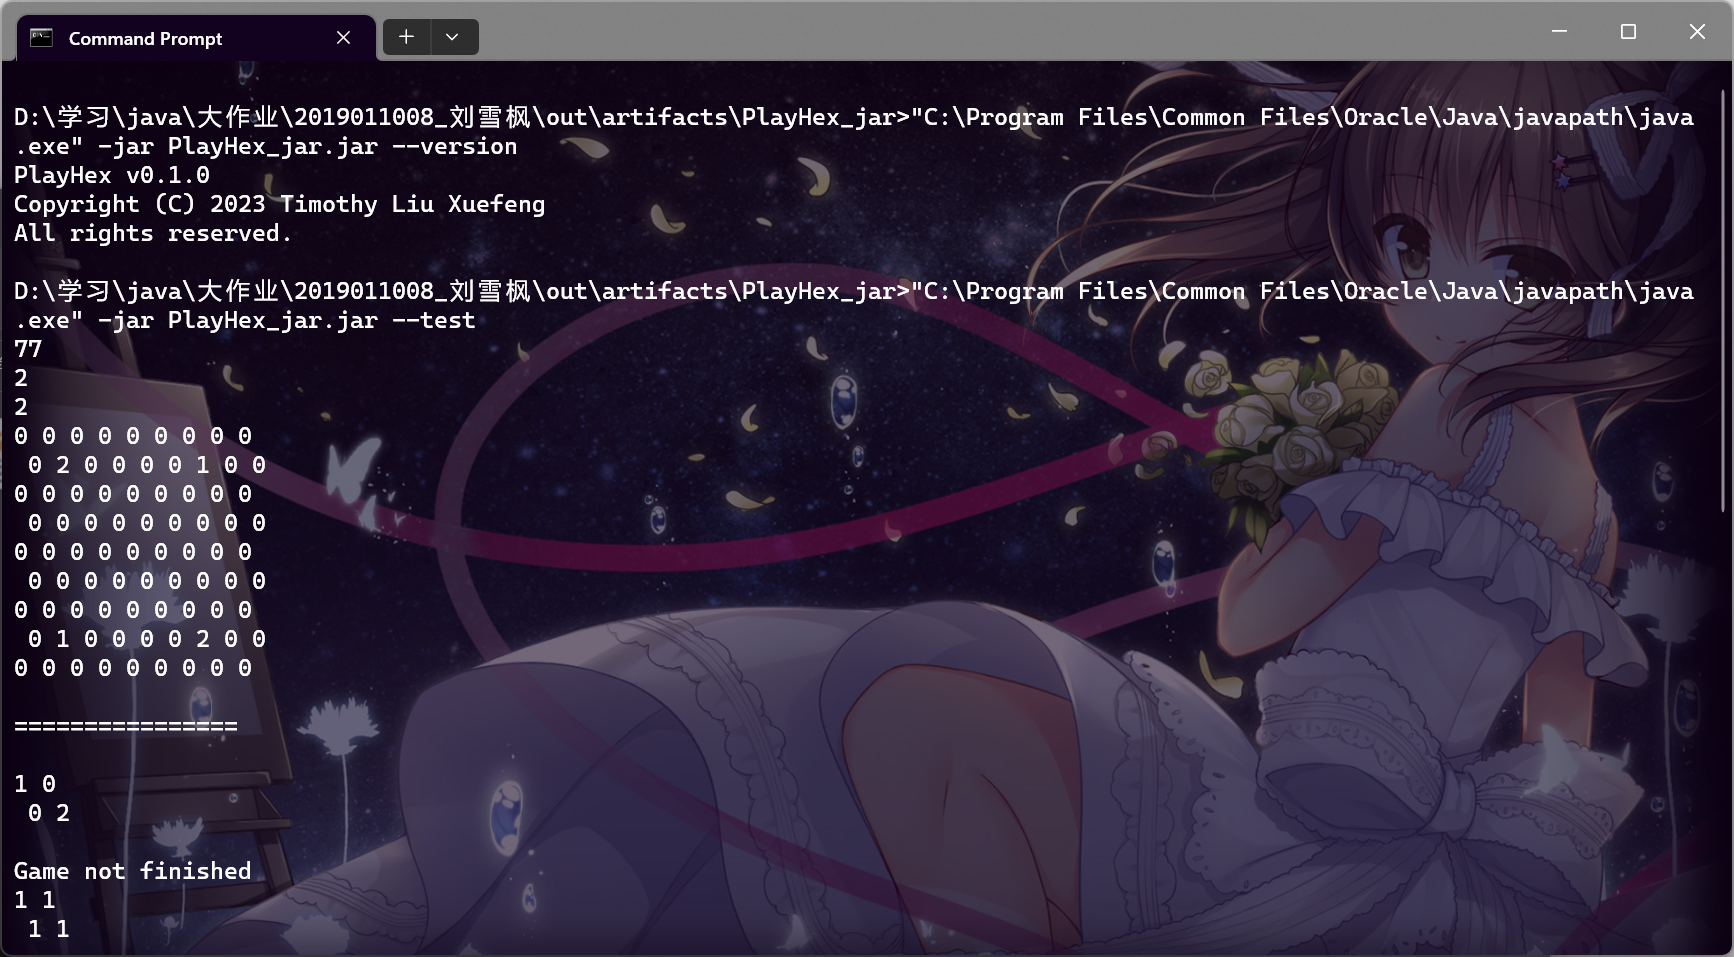 Command Prompt
D:\学习\java\大作业\2019011008_刘雪枫\out\artifacts\PlayHex_jar>"C:\Program Files\Common Files\Oracle\Java\javapath\java
.exe" -jar PlayHex_jar.jar --version
PlayHex v0.1.0
Copyright (C) 2023 Timothy Liu Xuefeng
All rights reserved.
D:\学习\java\大作业\2019011008_刘雪枫\out\artifacts\PlayHex_jar>"C:\Program Files\Common Files\Oracle\Java\javapath\java
.exe" -jar PlayHex_jar.jar --test
77
2
2
0 0 0 0 0 0 0 0 0
 0 2 0 0 0 0 1 0 0
0 0 0 0 0 0 0 0 0
 0 0 0 0 0 0 0 0 0
0 0 0 0 0 0 0 0 0
 0 0 0 0 0 0 0 0 0
0 0 0 0 0 0 0 0 0
 0 1 0 0 0 0 2 0 0
0 0 0 0 0 0 0 0 0
================
1 0
 0 2
Game not finished
1 1
 1 1